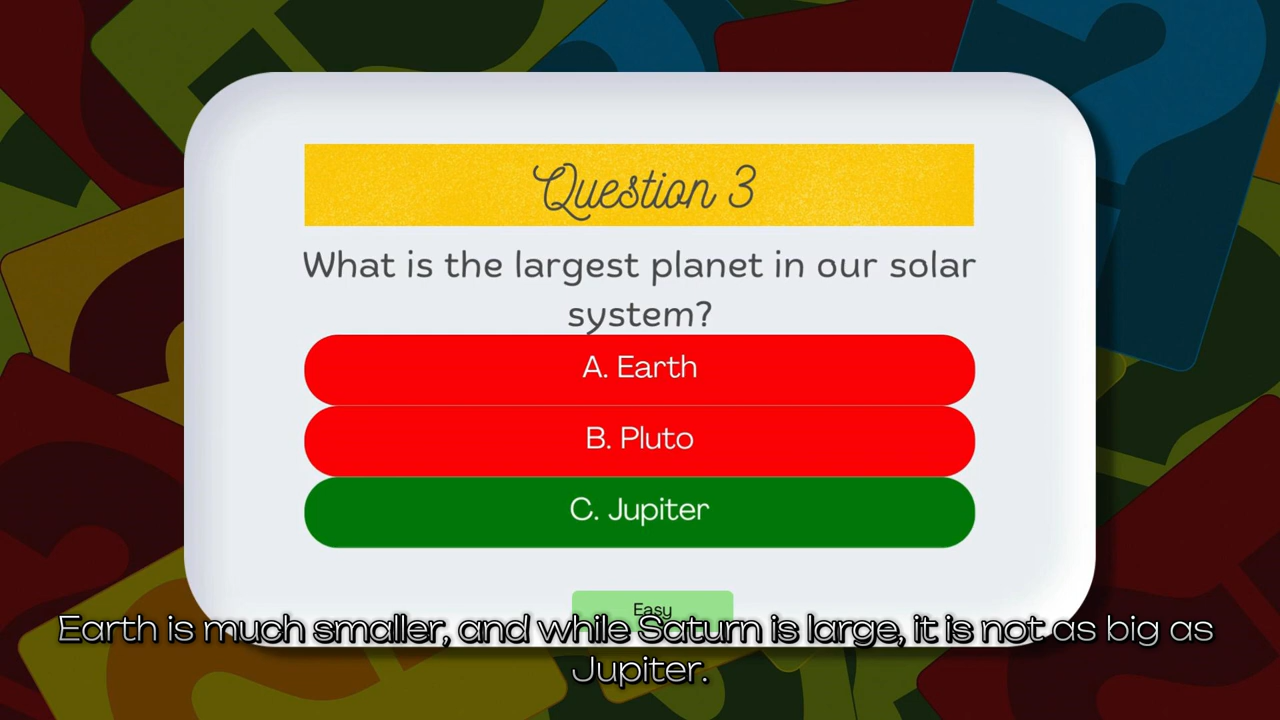 Question 3
What is the largest planet in our solar
system?
A. Earth
B. Pluto
C. Jupiter
Easy
Earth is much smaller, and while Saturn is large, it is not as big as
Jupiter.